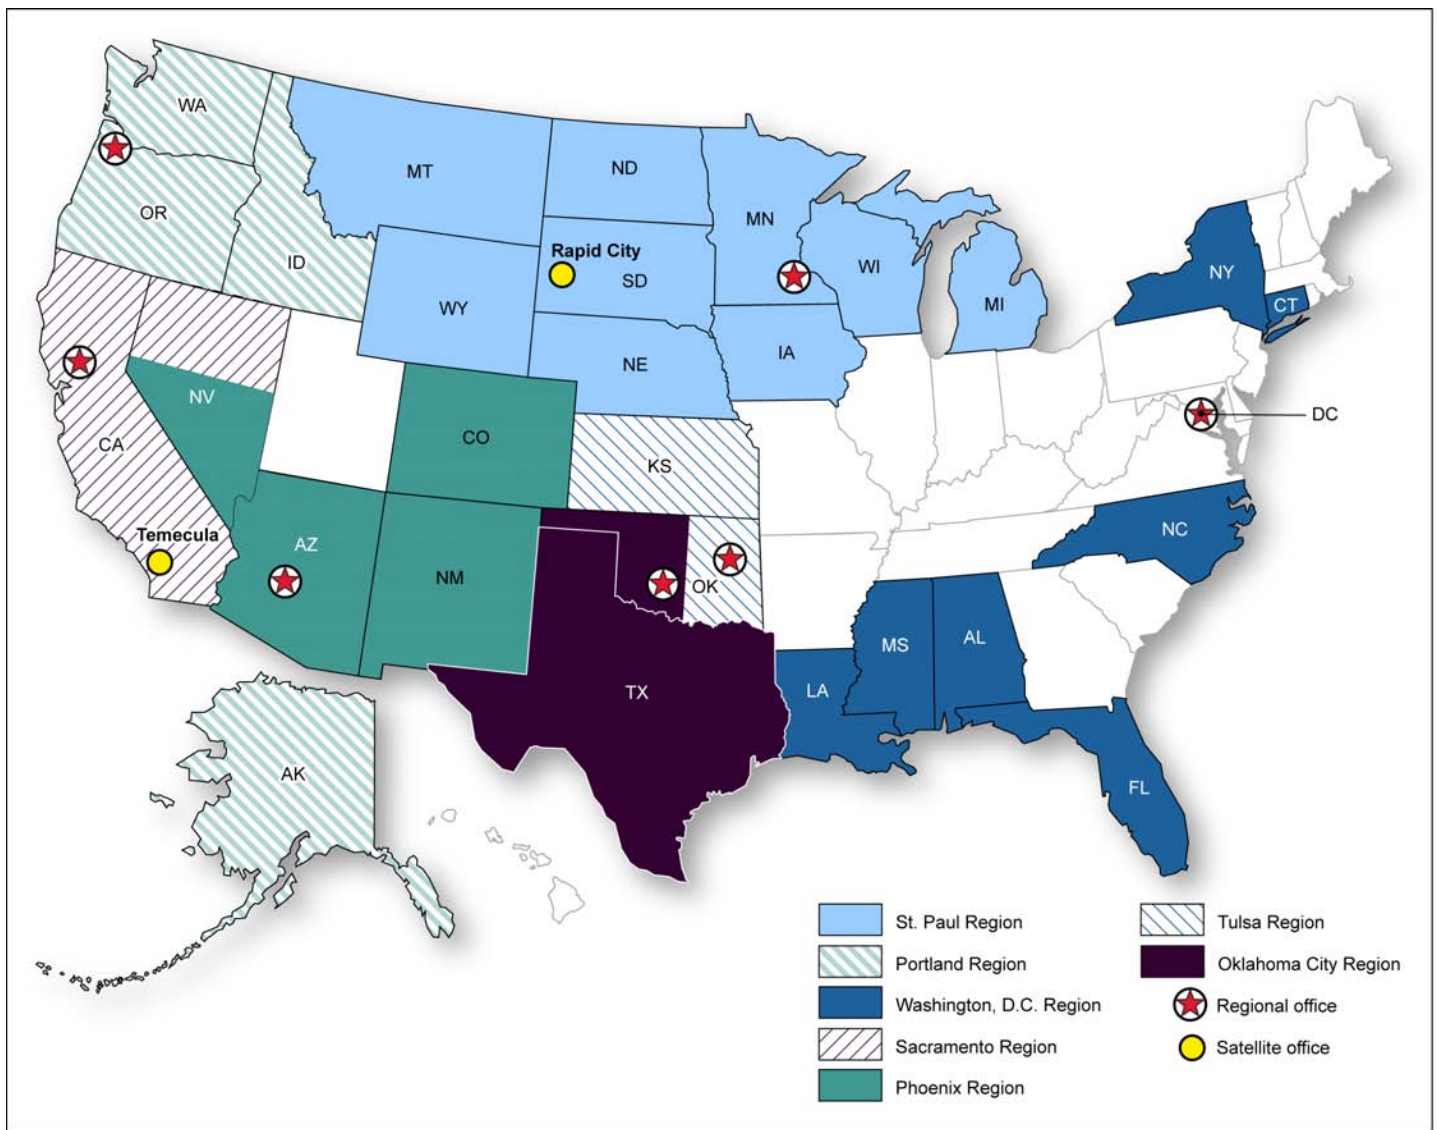 WA
MT
ND
MN
OR
ID
Rapid City
SD
WI
NY
MI
CT
WY
NE
IA
NV
CA
CO
KS
DC
Temecula
AZ
NM
OK
NC
TX
MS
AL
LA
AK
FL
St. Paul Region
Portland Region
Washington, D.C. Region
Sacramento Region
Phoenix Region
Tulsa Region
Oklahoma City Region
Regional office
Satellite office